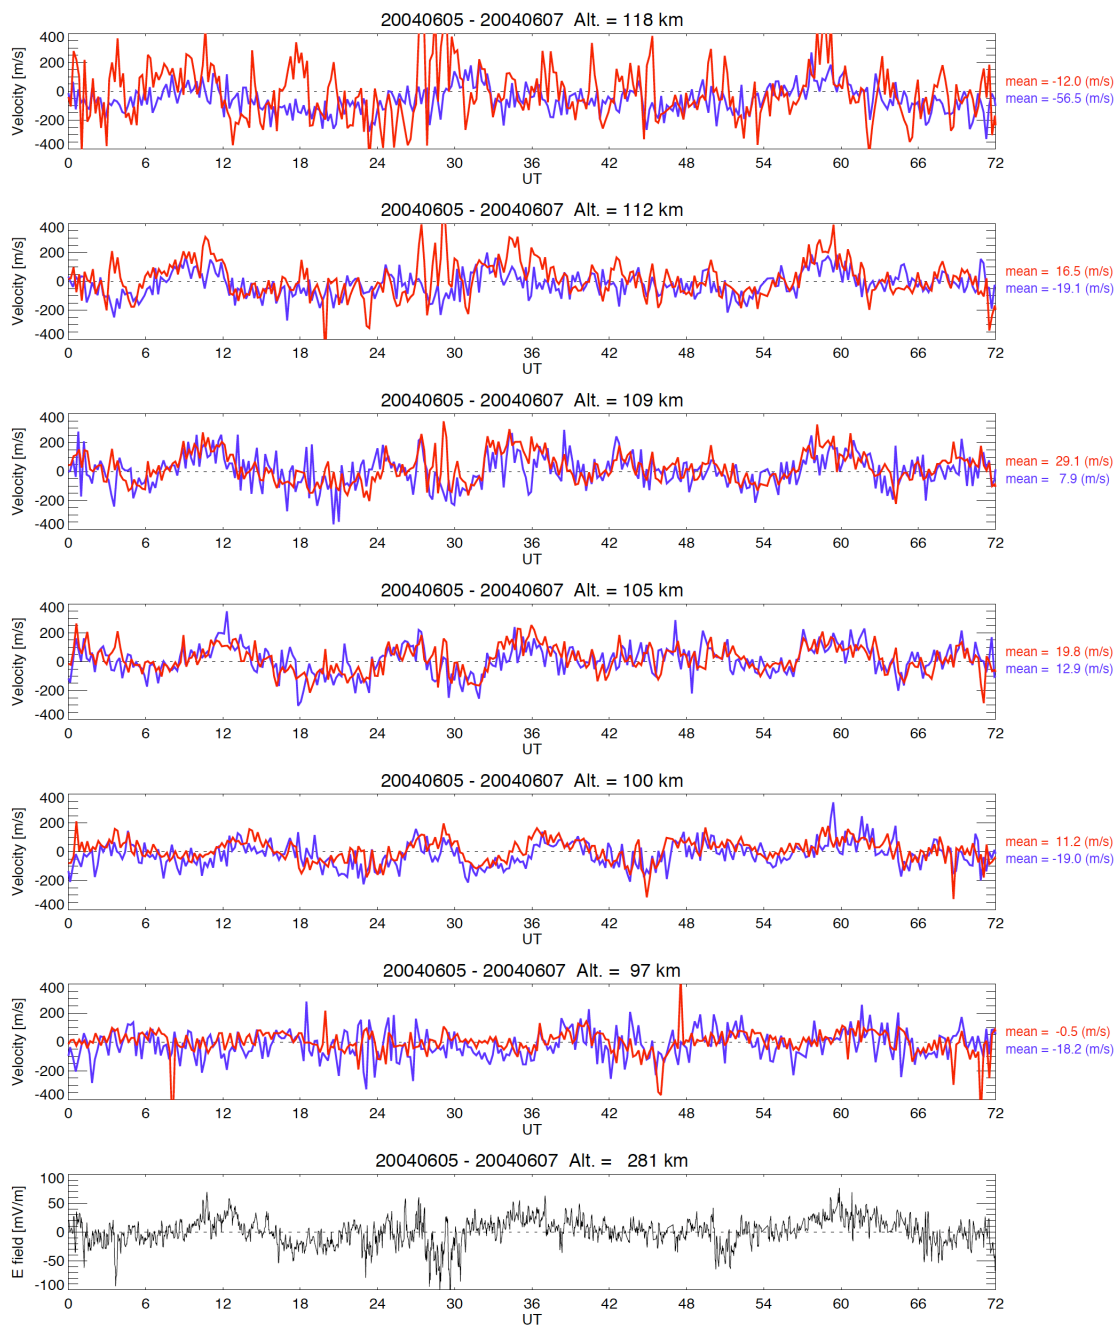 20040605 - 20040607 Alt. = 118 km
400
200
0
-200
-400
Velocity [m/s]
mean = -12.0 (m/s)
mean = -56.5 (m/s)
0 6 12 18 24 30 36 42 48 54 60 66 72
UT
20040605 - 20040607 Alt. = 112 km
400
200
0
-200
-400
Velocity [m/s]
mean = 16.5 (m/s)
mean = -19.1 (m/s)
0 6 12 18 24 30 36 42 48 54 60 66 72
UT
20040605 - 20040607 Alt. = 109 km
400
200
0
-200
-400
Velocity [m/s]
mean = 29.1 (m/s)
mean = 7.9 (m/s)
0 6 12 18 24 30 36 42 48 54 60 66 72
UT
20040605 - 20040607 Alt. = 105 km
400
200
0
-200
-400
Velocity [m/s]
mean = 19.8 (m/s)
mean = 12.9 (m/s)
0 6 12 18 24 30 36 42 48 54 60 66 72
UT
20040605 - 20040607 Alt. = 100 km
400
200
0
-200
-400
Velocity [m/s]
mean = 11.2 (m/s)
mean = -19.0 (m/s)
0 6 12 18 24 30 36 42 48 54 60 66 72
UT
20040605 - 20040607 Alt. = 97 km
400
200
0
-200
-400
Velocity [m/s]
mean = -0.5 (m/s)
mean = -18.2 (m/s)
0 6 12 18 24 30 36 42 48 54 60 66 72
UT
20040605 - 20040607 Alt. = 281 km
100
50
0
-50
-100
E field [mV/m]
0 6 12 18 24 30 36 42 48 54 60 66 72
UT